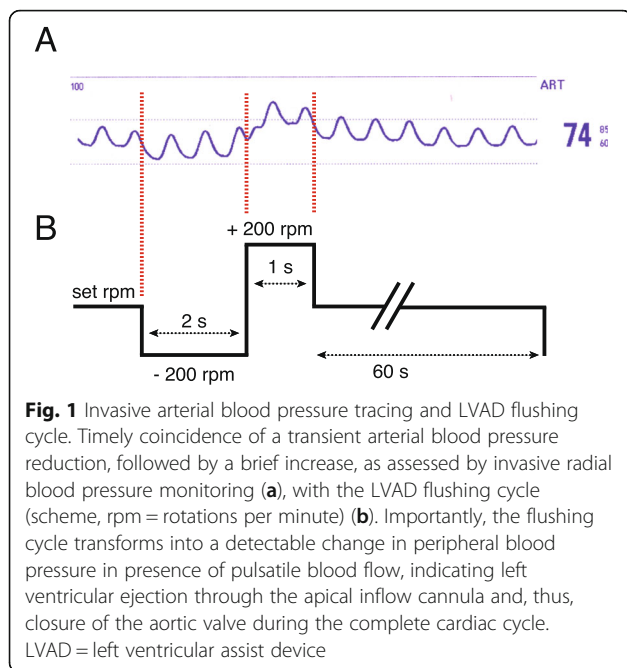 A
100
ART
74 85
60
B
+ 200 rpm
set rpm
1 s
2 s
- 200 rpm
60 s
Fig. 1 Invasive arterial blood pressure tracing and LVAD flushing
cycle. Timely coincidence of a transient arterial blood pressure
reduction, followed by a brief increase, as assessed by invasive radial
blood pressure monitoring (a), with the LVAD flushing cycle
(scheme, rpm = rotations per minute) (b). Importantly, the flushing
cycle transforms into a detectable change in peripheral blood
pressure in presence of pulsatile blood flow, indicating left
ventricular ejection through the apical inflow cannula and, thus,
closure of the aortic valve during the complete cardiac cycle.
LVAD = left ventricular assist device